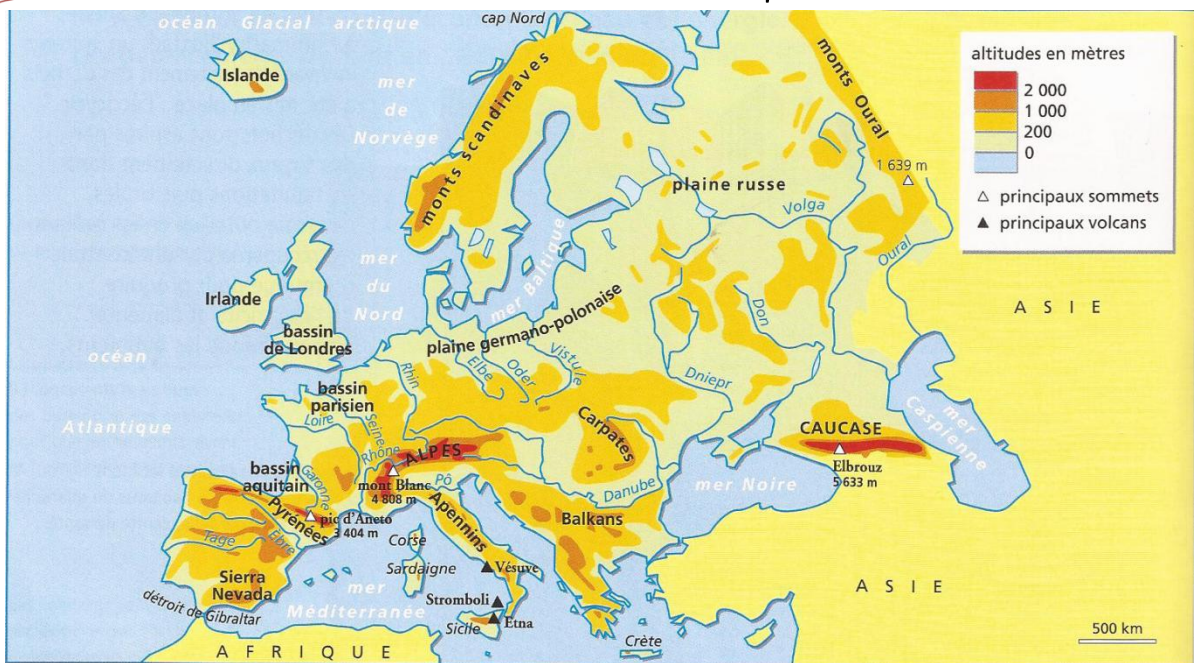 océan Glacial arctique
cap Nord
Islande
mer
de
Norvège
monts scandinaves
monts Oural
altitudes en mètres
2 000
1 000
200
0
principaux sommets
principaux volcans
1 639 m
plaine russe
Volga
Oural
mer
du
Nord
mer Baltique
Irlande
bassin
de Londres
plaine germano-polonaise
Don
A S I E
océan
Atlantique
Rhin
Elbe
Oder
Vistule
Dniepr
bassin
parisien
Loire
Seine
Rhône
ALPES
Carpates
CAUCASE
Elbrouz
5 633 m
mer
Caspienne
bassin
aquitain
Garonne
mont Blanc
4 808 m
Pô
Danube
mer Noire
Pyrénées
pic d'Aneto
3 404 m
Apennins
Balkans
Tage
Èbre
Corse
Sardaigne
Vésuve
Sierra
Nevada
mer
Méditerranée
Stromboli
Etna
Sicile
détroit de Gibraltar
Crète
A S I E
500 km
A F R I Q U E